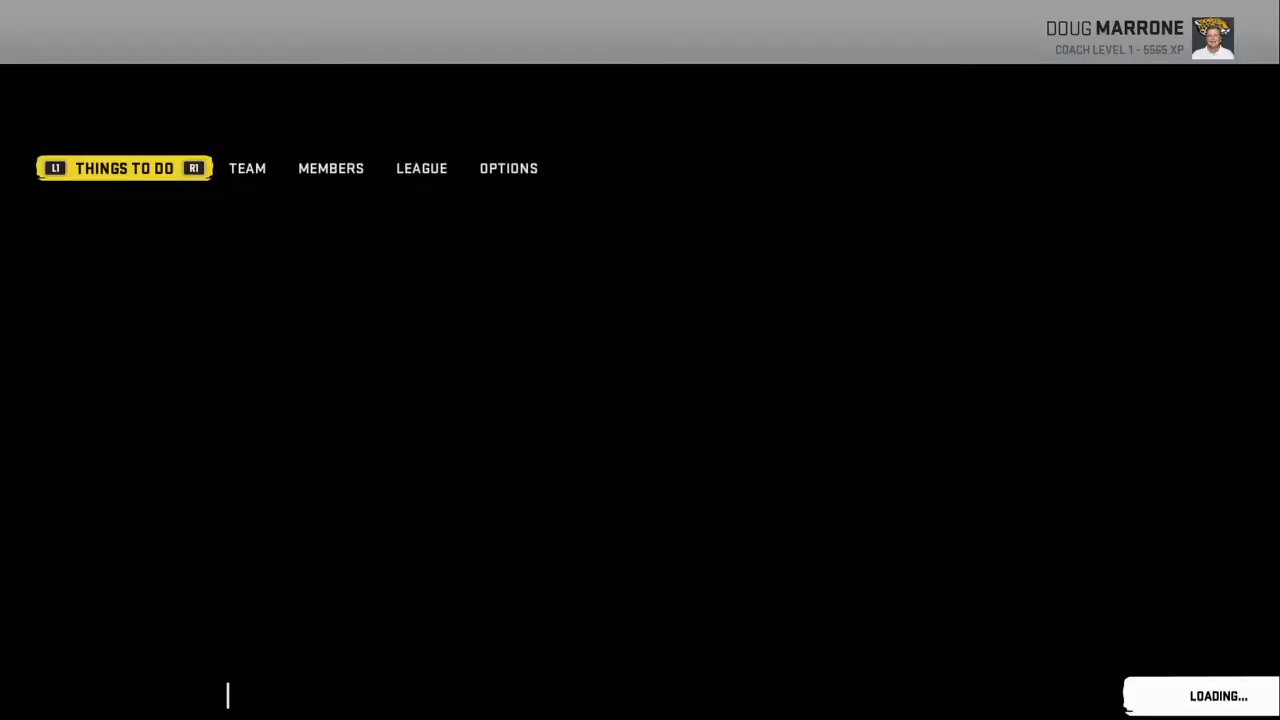 DOUG MARRONE
COACH LEVEL 1 - 5565 XP
L1 THINGS TO DO R1 TEAM MEMBERS LEAGUE OPTIONS
LOADING...